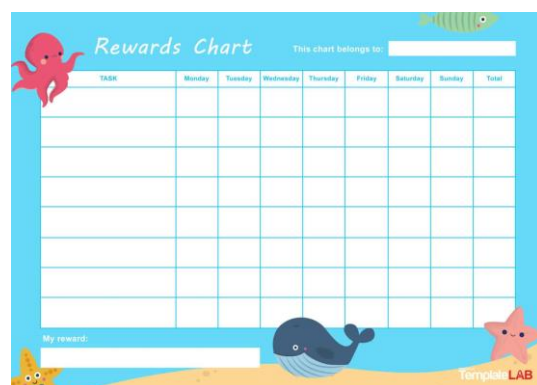 Rewards Chart
This chart belongs to:
TASK Monday Tuesday Wednesday Thursday Friday Saturday Sunday Total
My reward:
TemplateLAB